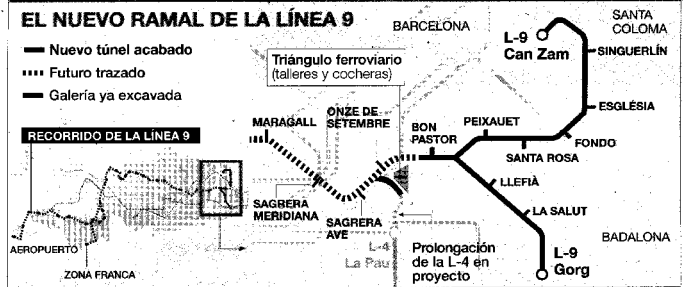 EL NUEVO RAMAL DE LA LÍNEA 9
Nuevo túnel acabado
Futuro trazado
Galería ya excavada
RECORRIDO DE LA LÍNEA 9
AEROPUERTO
ZONA FRANCA
BARCELONA
Triángulo ferroviario
(talleres y cocheras)
MARAGALL
ONZE DE
SETEMBRE
SAGRERA
MERIDIANA
SAGRERA
AVE
BON
PASTOR
L-4
La Pau
Prolongación
de la L-4 en
proyecto
L-9
Can Zam
SANTA
COLOMA
SINGUERLÍN
ESGLÉSIA
FONDO
PEIXAUET
SANTA ROSA
LLEFIÀ
LA SALUT
BADALONA
L-9
Gorg